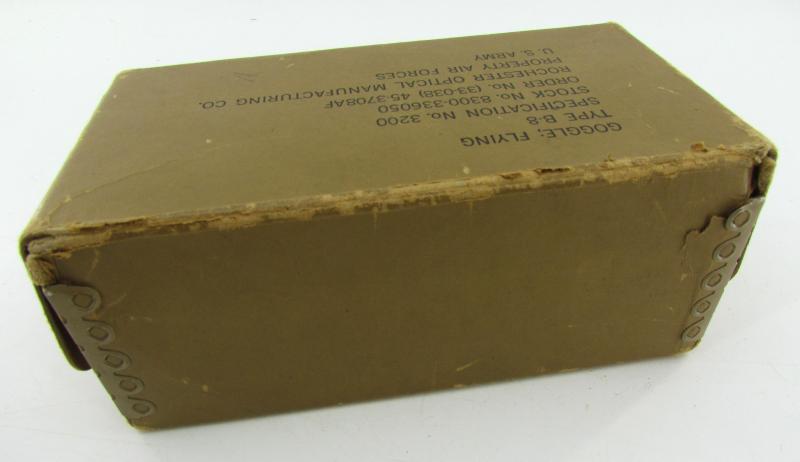 GOGGLE; FLYING
TYPE B-8
SPECIFICATION No. 3200
STOCK No. 8300-336050
ORDER No. (33-038) 45-3708AF
ROCHESTER OPTICAL MANUFACTURING CO.
PROPERTY AIR FORCES
U. S. ARMY